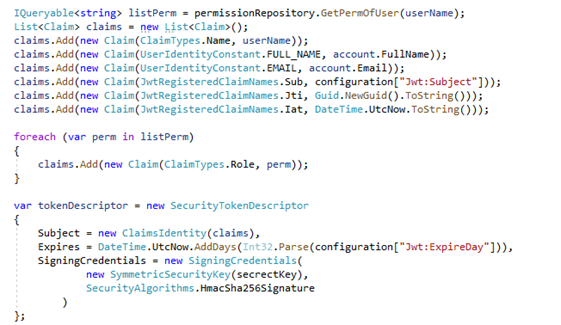 IQueryable<string> listPerm = permissionRepository.GetPermOfUser(userName);
List<Claim> claims = new List<Claim>();
claims.Add(new Claim(ClaimTypes.Name, userName));
claims.Add(new Claim(UserIdentityConstant.FULL_NAME, account.FullName));
claims.Add(new Claim(UserIdentityConstant.EMAIL, account.Email));
claims.Add(new Claim(JwtRegisteredClaimNames.Sub, configuration["Jwt:Subject"]));
claims.Add(new Claim(JwtRegisteredClaimNames.Jti, Guid.NewGuid().ToString()));
claims.Add(new Claim(JwtRegisteredClaimNames.Iat, DateTime.UtcNow.ToString()));
foreach (var perm in listPerm)
{
claims.Add(new Claim(ClaimTypes.Role, perm));
}
var tokenDescriptor = new SecurityTokenDescriptor
{
Subject = new ClaimsIdentity(claims),
Expires = DateTime.UtcNow.AddDays(Int32.Parse(configuration["Jwt:ExpireDay"])),
SigningCredentials = new SigningCredentials(
new SymmetricSecurityKey(secrectKey),
SecurityAlgorithms.HmacSha256Signature
)
};